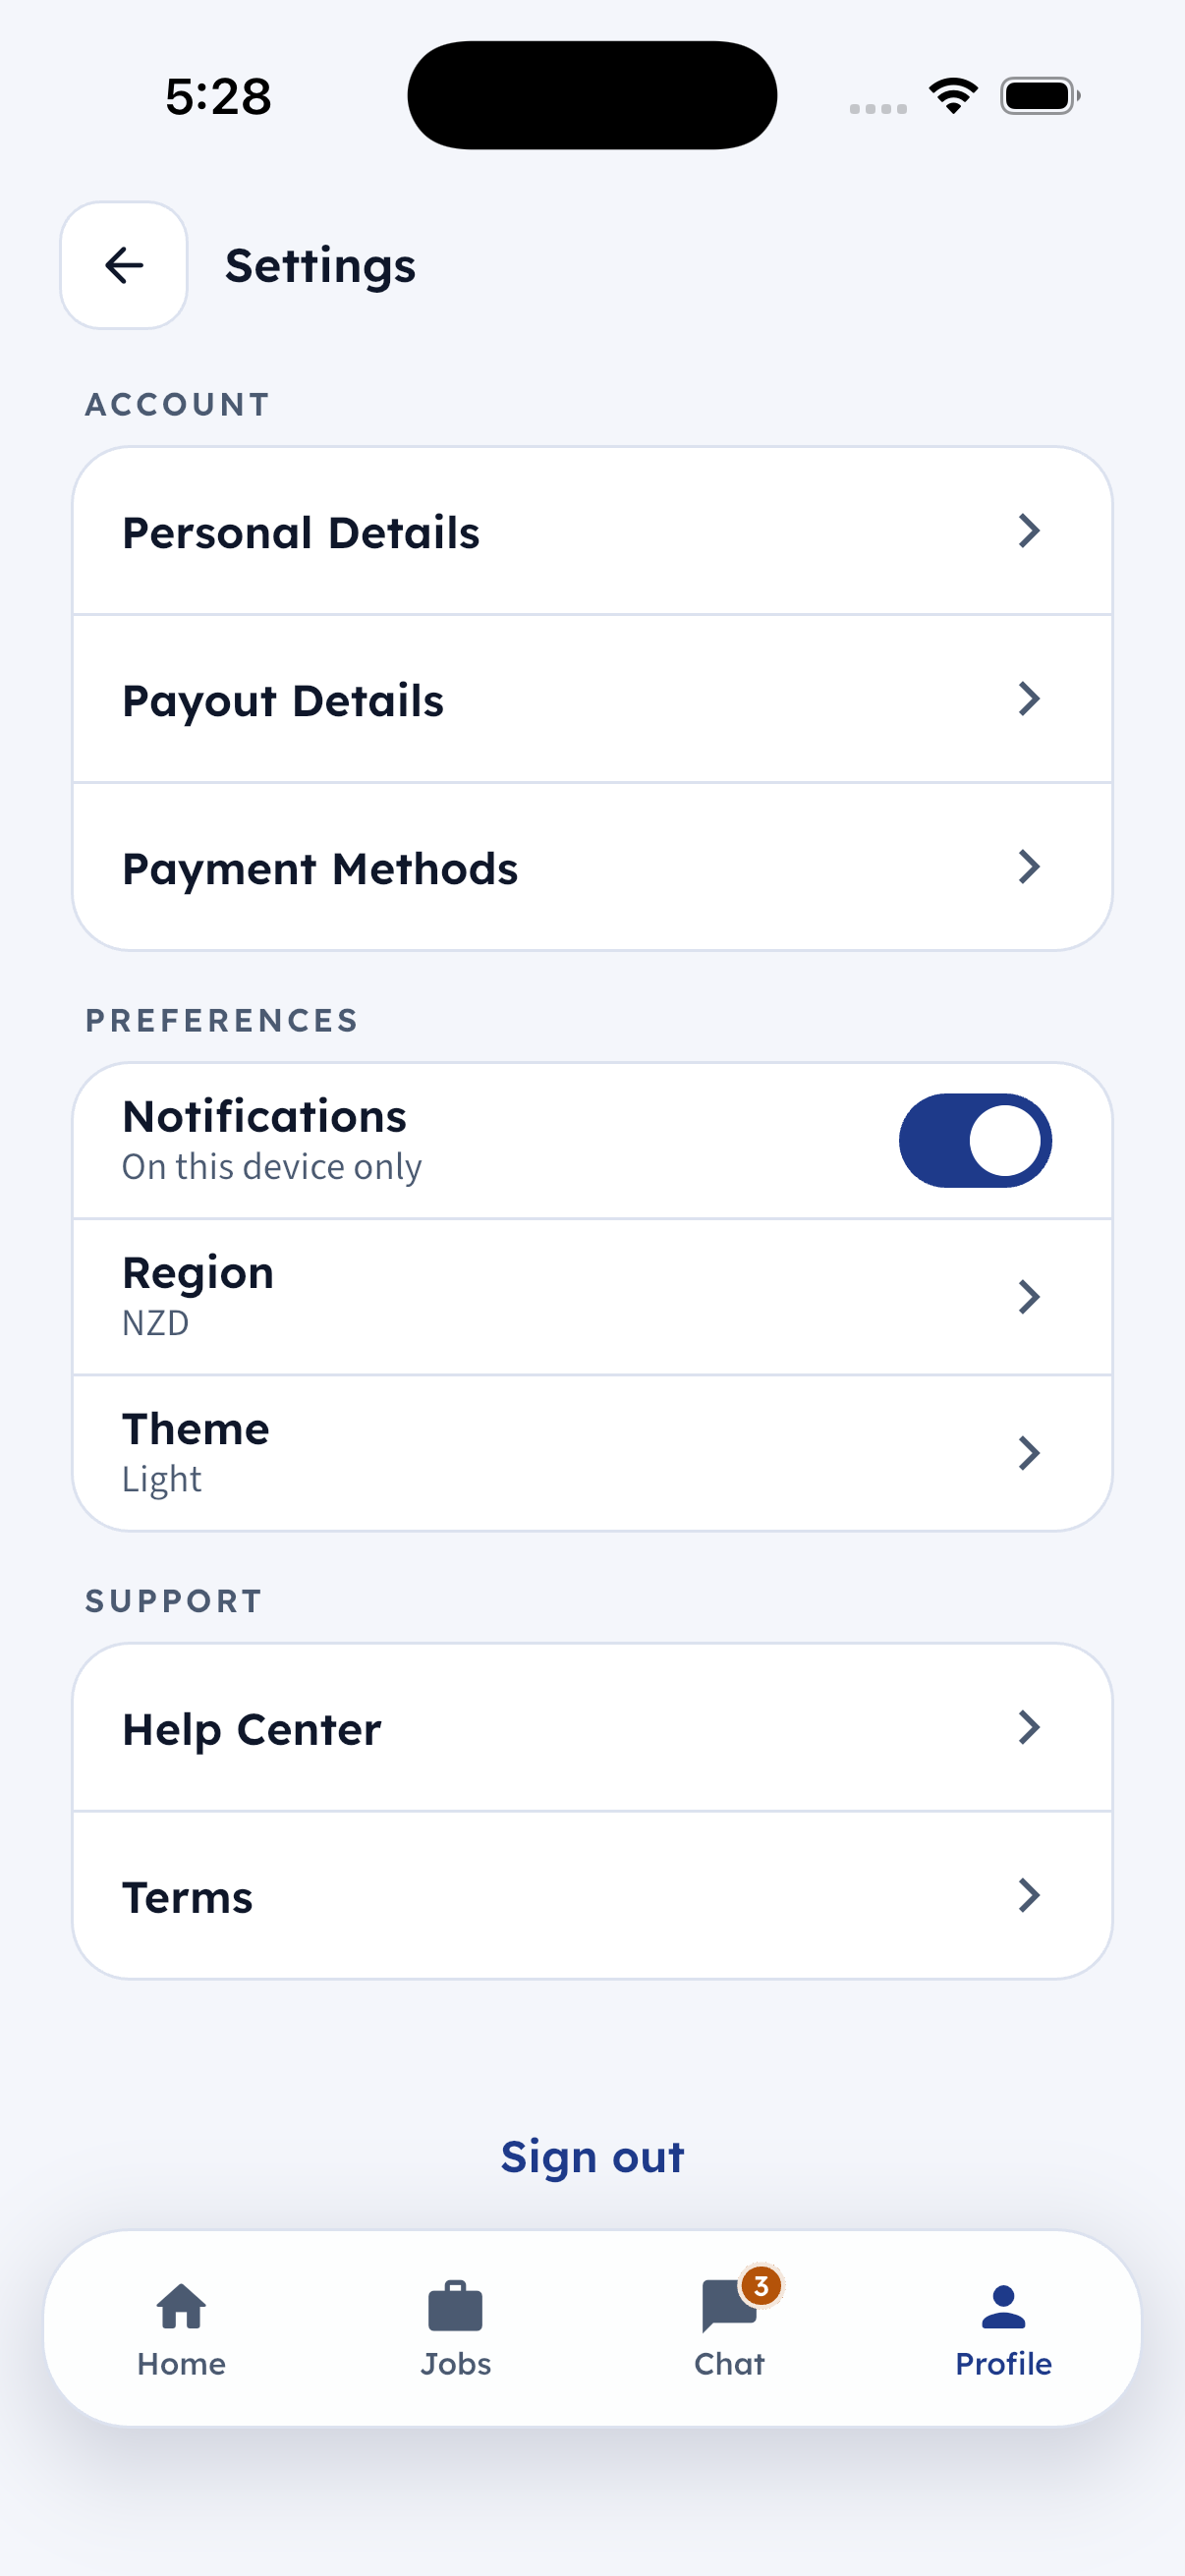 5:28
Settings
ACCOUNT
Personal Details
Payout Details
Payment Methods
PREFERENCES
Notifications
On this device only
Region
NZD
Theme
Light
SUPPORT
Help Center
Terms
Sign out
3
Home
Jobs
Chat
Profile